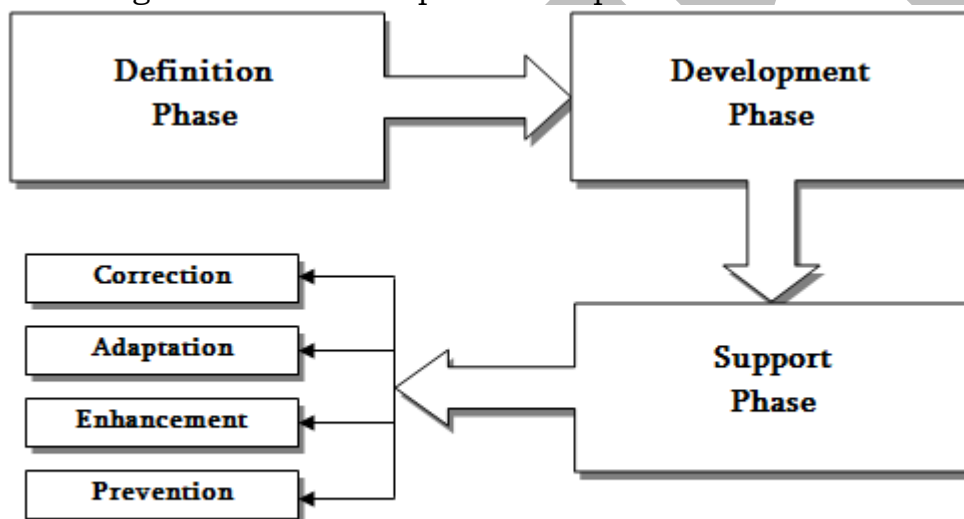 Definition
Phase
Development
Phase
Correction
Adaptation
Enhancement
Prevention
Support
Phase